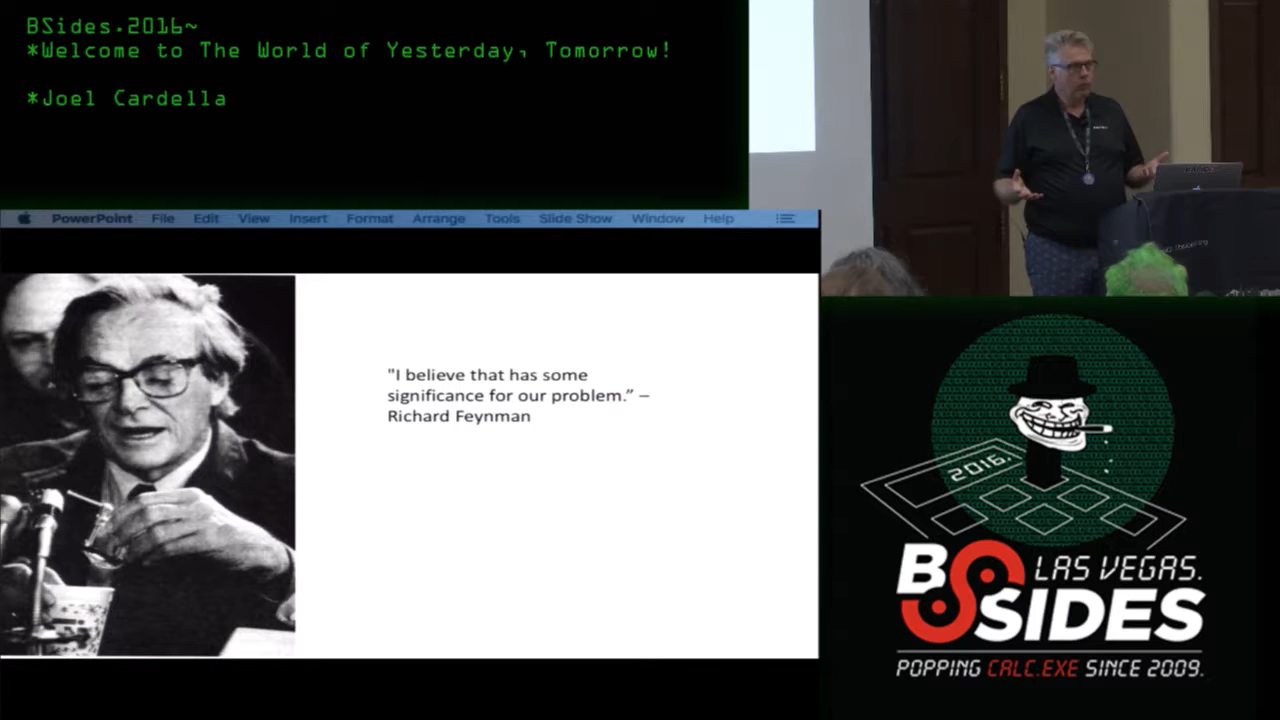 BSides.2016~
*Welcome to The World of Yesterday, Tomorrow!
*Joel Cardella
PowerPoint File Edit View Insert Format Arrange Tools Slide Show Window Help
"I believe that has some
significance for our problem.” –
Richard Feynman
2016.
BSIDES
LAS VEGAS.
POPPING CALC.EXE SINCE 2009.